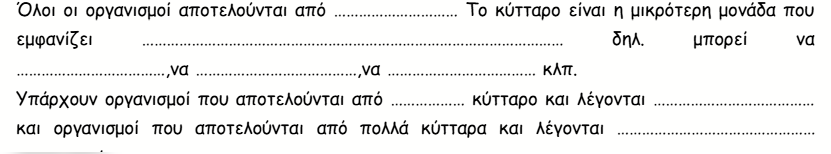 Όλοι οι οργανισμοί αποτελούνται από .............................. Το κύτταρο είναι η μικρότερη μονάδα που
εμφανίζει ....................................................................................................... δηλ. μπορεί να
....................................,να .......................................,να .................................... κλπ.
Υπάρχουν οργανισμοί που αποτελούνται από .................. κύτταρο και λέγονται .......................................
και οργανισμοί που αποτελούνται από πολλά κύτταρα και λέγονται ................................................